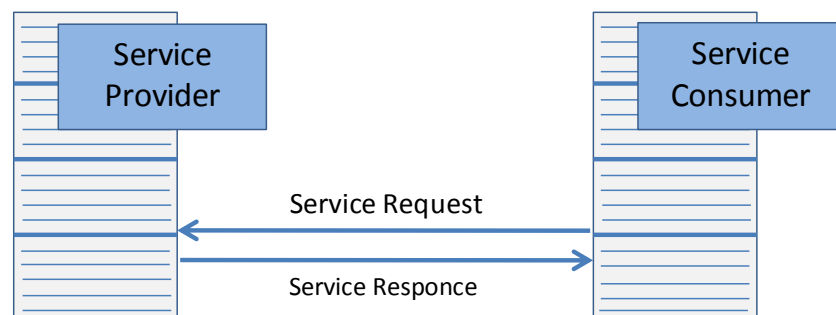 Service
Provider
Service
Consumer
Service Request
Service Responce